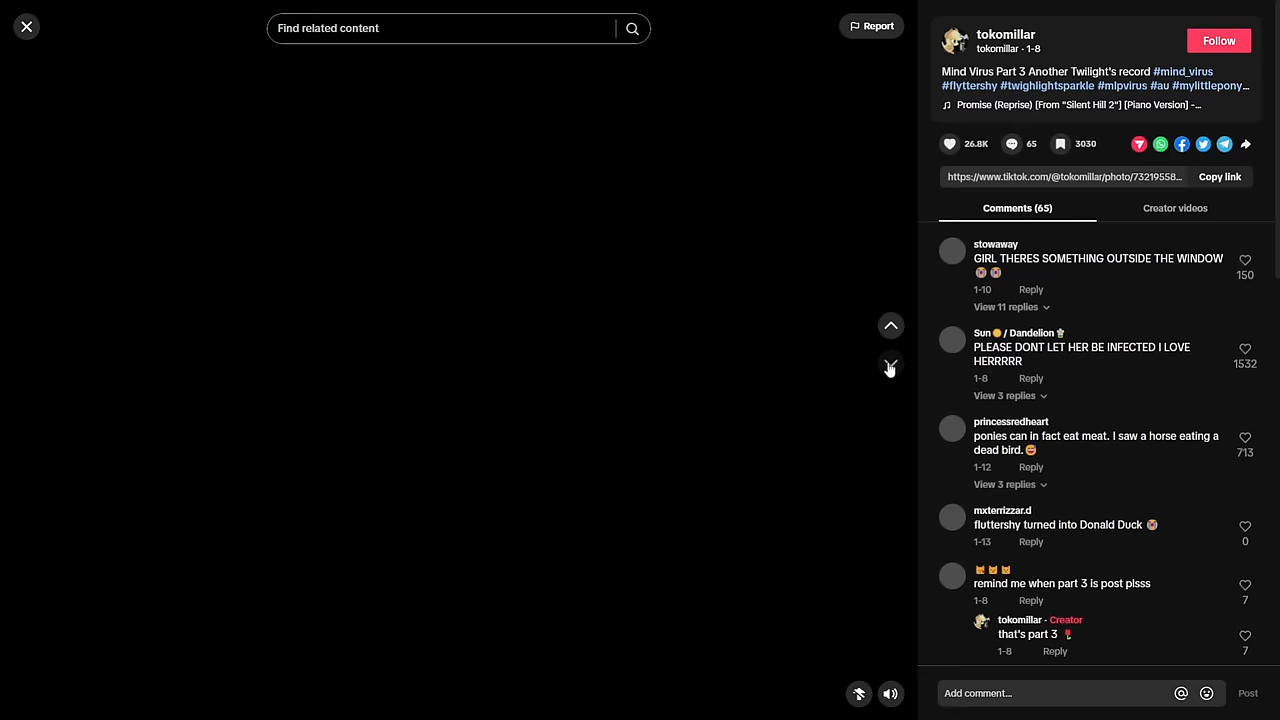 Find related content
Report
tokomillar
tokomillar · 1-8
Follow
Mind Virus Part 3 Another Twilight's record #mind_virus
#flyttershy #twighlightsparkle #mlpvirus #au #mylittlepony...
Promise (Reprise) [From "Silent Hill 2"] [Piano Version] -...
26.8K
65
3030
https://www.tiktok.com/@tokomillar/photo/73219558...
Copy link
Comments (65)
Creator videos
stowaway
GIRL THERES SOMETHING OUTSIDE THE WINDOW
150
1-10 Reply
View 11 replies
Sun / Dandelion
PLEASE DONT LET HER BE INFECTED I LOVE
HERRRRR
1532
1-8 Reply
View 3 replies
princessredheart
ponies can in fact eat meat. I saw a horse eating a
dead bird.😅
713
1-12 Reply
View 3 replies
mxterrizzar.d
fluttershy turned into Donald Duck
1-13 Reply
0
remind me when part 3 is post plsss
1-8 Reply
7
tokomillar · Creator
that's part 3 🌷
1-8 Reply
7
Add comment...
Post